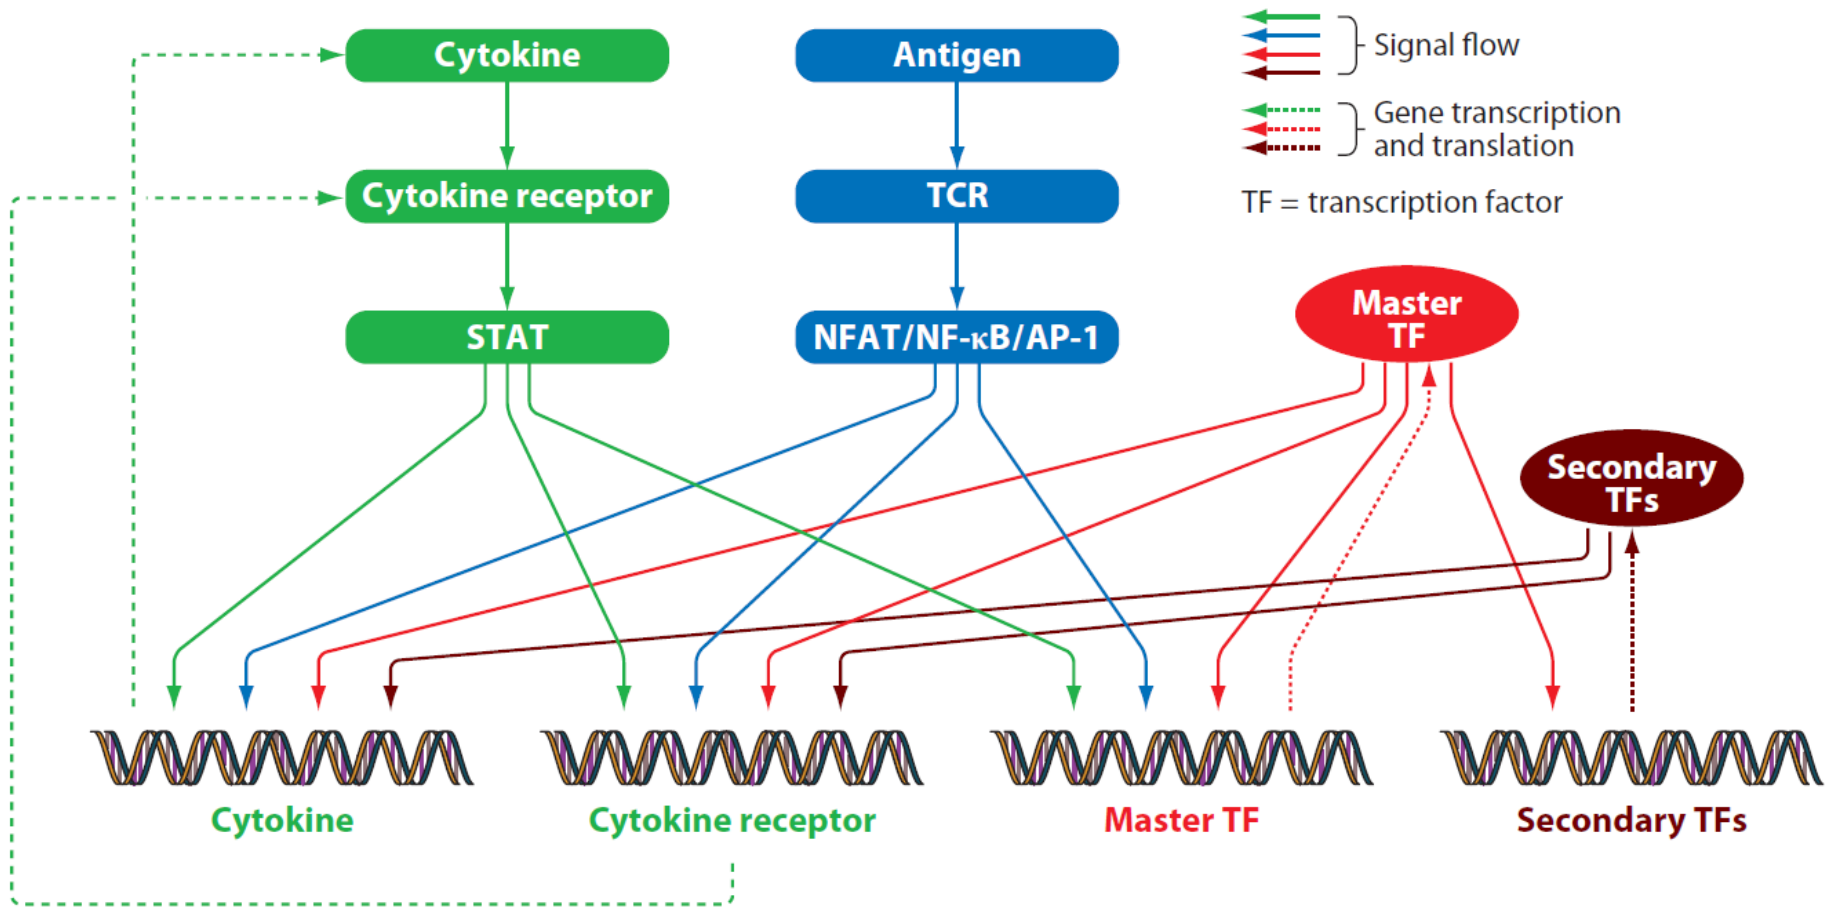 Cytokine
Antigen
Signal flow
Gene transcription
and translation
Cytokine receptor
TCR
TF = transcription factor
STAT
NFAT/NF-κB/AP-1
Master
TF
Secondary
TFs
Cytokine
Cytokine receptor
Master TF
Secondary TFs